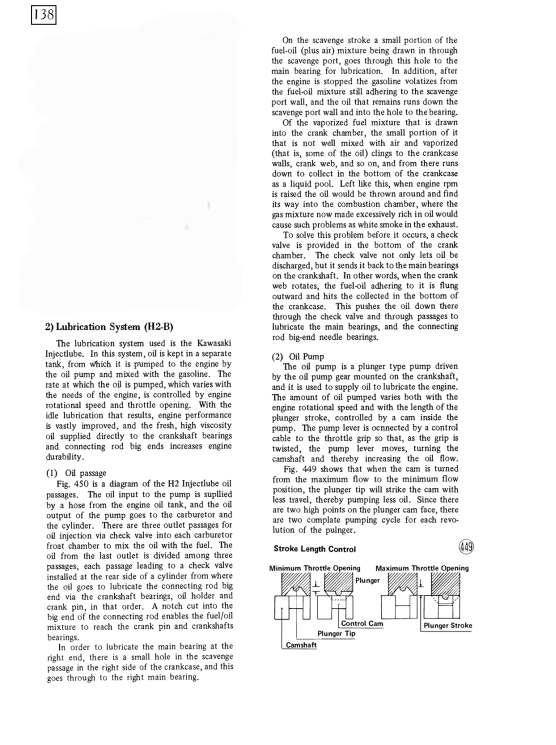 138
2) Lubrication System (H2-B)
The lubrication system used is the Kawasaki
Injectlube. In this system, oil is kept in a separate
tank, from which it is pumped to the engine by
the oil pump and mixed with the gasoline. The
rate at which the oil is pumped, which varies with
the needs of the engine, is controlled by engine
rotational speed and throttle opening. With the
idle lubrication that results, engine performance
is vastly improved, and the fresh, high viscosity
oil supplied directly to the crankshaft bearings
and connecting rod big ends increases engine
durability.
(1) Oil passage
Fig. 450 is a diagram of the H2 Injectlube oil
passages. The oil input to the pump is supllied
by a hose from the engine oil tank, and the oil
output of the pump goes to the carburetor and
the cylinder. There are three outlet passages for
oil injection via check valve into each carburetor
froat chamber to mix the oil with the fuel. The
oil from the last outlet is divided among three
passages, each passage leading to a check valve
installed at the rear side of a cylinder from where
the oil goes to lubricate the connecting rod big
end via the crankshaft bearings, oil holder and
crank pin, in that order. A notch cut into the
big end of the connecting rod enables the fuel/oil
mixture to reach the crank pin and crankshafts
bearings.
In order to lubricate the main bearing at the
right end, there is a small hole in the scavenge
passage in the right side of the crankcase, and this
goes through to the right main bearing.
On the scavenge stroke a small portion of the
fuel-oil (plus air) mixture being drawn in through
the scavenge port, goes through this hole to the
main bearing for lubrication. In addition, after
the engine is stopped the gasoline volatizes from
the fuel-oil mixture still adhering to the scavenge
port wall, and the oil that remains runs down the
scavenge port wall and into the hole to the bearing.
Of the vaporized fuel mixture that is drawn
into the crank chamber, the small portion of it
that is not well mixed with air and vaporized
(that is, some of the oil) clings to the crankcase
walls, crank web, and so on, and from there runs
down to collect in the bottom of the crankcase
as a liquid pool. Left like this, when engine rpm
is raised the oil would be thrown around and find
its way into the combustion chamber, where the
gas mixture now made excessively rich in oil would
cause such problems as white smoke in the exhaust.
To solve this problem before it occurs, a check
valve is provided in the bottom of the crank
chamber. The check valve not only lets oil be
discharged, but it sends it back to the main bearings
on the crankshaft. In other words, when the crank
web rotates, the fuel-oil adhering to it is flung
outward and hits the collected in the bottom of
the crankcase. This pushes the oil down there
through the check valve and through passages to
lubricate the main bearings, and the connecting
rod big-end needle bearings.
(2) Oil Pump
The oil pump is a plunger type pump driven
by the oil pump gear mounted on the crankshaft,
and it is used to supply oil to lubricate the engine.
The amount of oil pumped varies both with the
engine rotational speed and with the length of the
plunger stroke, controlled by a cam inside the
pump. The pump lever is ocnnected by a control
cable to the throttle grip so that, as the grip is
twisted, the pump lever moves, turning the
camshaft and thereby increasing the oil flow.
Fig. 449 shows that when the cam is turned
from the maximum flow to the minimum flow
position, the plunger tip will strike the cam with
less travel, thereby pumping less oil. Since there
are two high points on the plunger cam face, there
are two complate pumping cycle for each revo-
lution of the pulnger.
Stroke Length Control
449
Minimum Throttle Opening
Maximum Throttle Opening
Plunger
Control Cam
Plunger Stroke
Plunger Tip
Camshaft